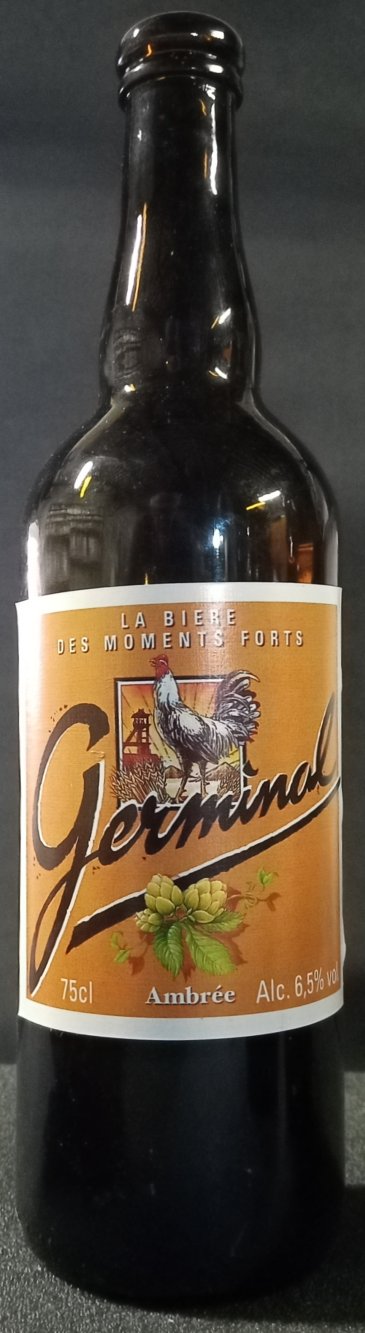 LA BIERE
DES MOMENTS FORTS
Germinal
75cl Ambrée Alc. 6,5% vol